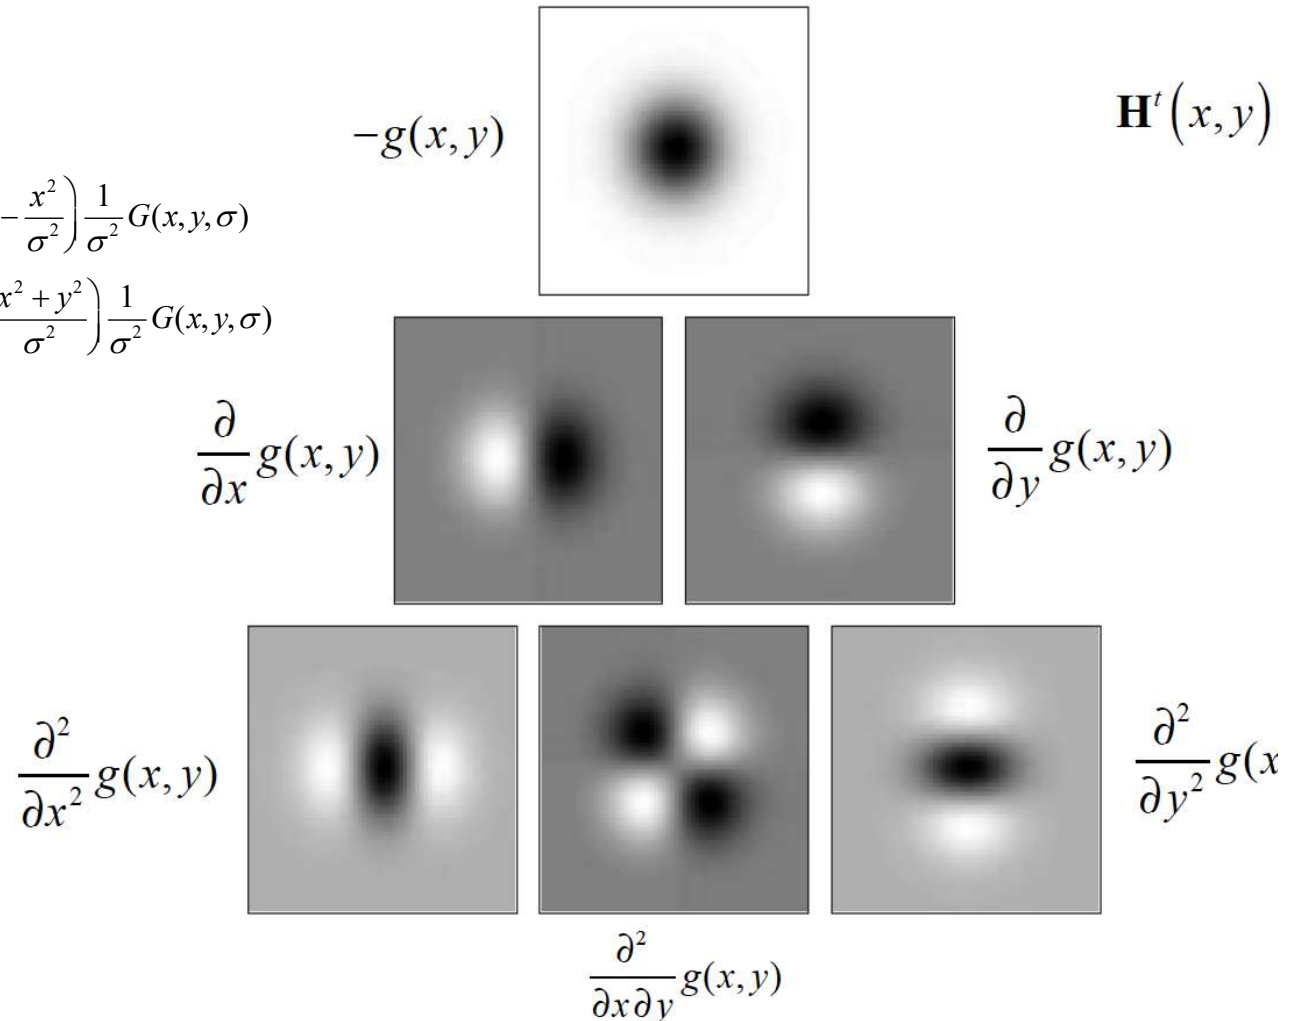 −g(x, y)
𝐇ᵗ(x, y)
− x²/σ²) 1/σ² G(x, y, σ)
x² + y²/σ²) 1/σ² G(x, y, σ)
∂/∂x g(x, y)
∂/∂y g(x, y)
∂²/∂x² g(x, y)
∂²/∂y² g(x
∂²/∂x∂y g(x, y)